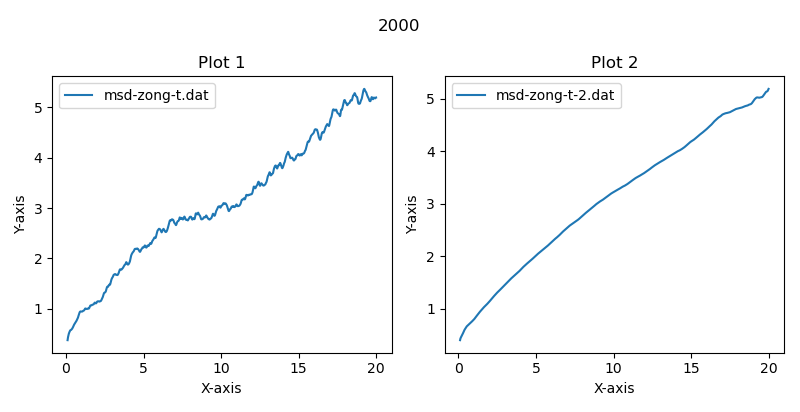 2000
Plot 1
msd-zong-t.dat
Y-axis
5
4
3
2
1
0 5 10 15 20
X-axis
Plot 2
msd-zong-t-2.dat
Y-axis
5
4
3
2
1
0 5 10 15 20
X-axis